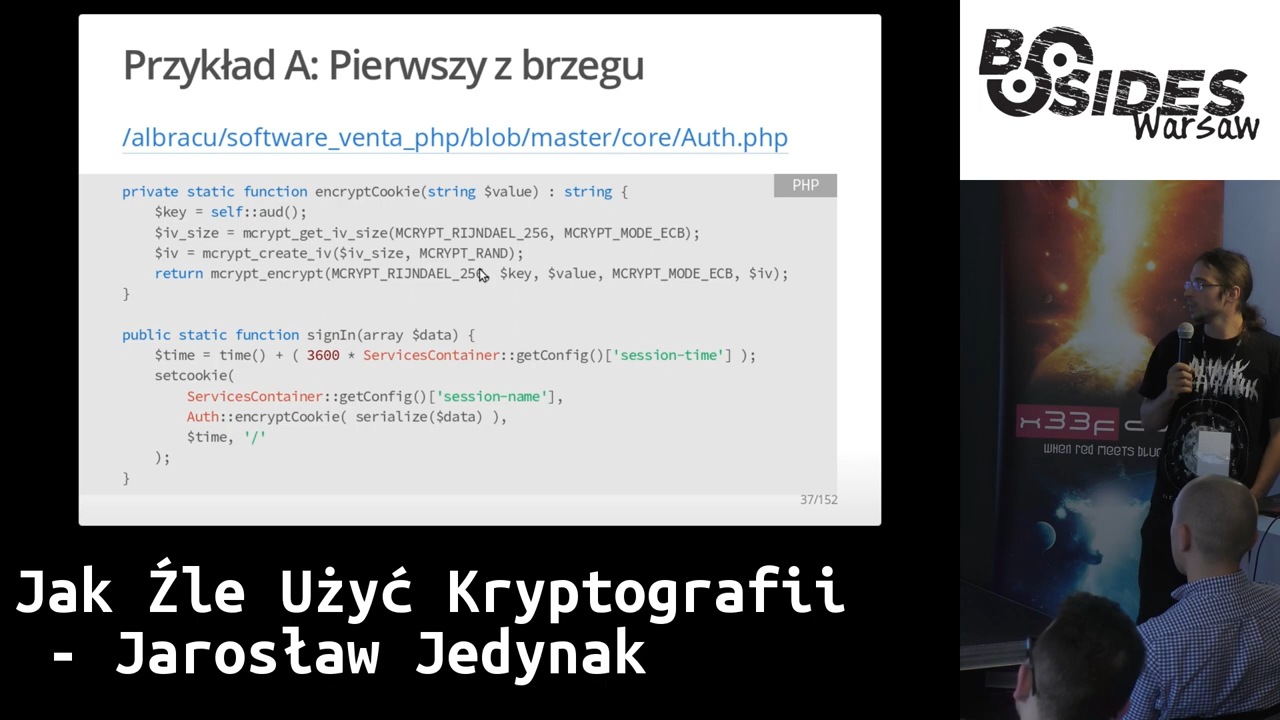 Przykład A: Pierwszy z brzegu
/albracu/software_venta_php/blob/master/core/Auth.php
PHP
private static function encryptCookie(string $value) : string {
    $key = self::aud();
    $iv_size = mcrypt_get_iv_size(MCRYPT_RIJNDAEL_256, MCRYPT_MODE_ECB);
    $iv = mcrypt_create_iv($iv_size, MCRYPT_RAND);
    return mcrypt_encrypt(MCRYPT_RIJNDAEL_256, $key, $value, MCRYPT_MODE_ECB, $iv);
}
public static function signIn(array $data) {
    $time = time() + ( 3600 * ServicesContainer::getConfig()['session-time'] );
    setcookie(
        ServicesContainer::getConfig()['session-name'],
        Auth::encryptCookie( serialize($data) ),
        $time, '/'
    );
}
37/152
Jak Źle Użyć Kryptografii
- Jarosław Jedynak
BSIDES
Warsaw
x33f
when red meets blue